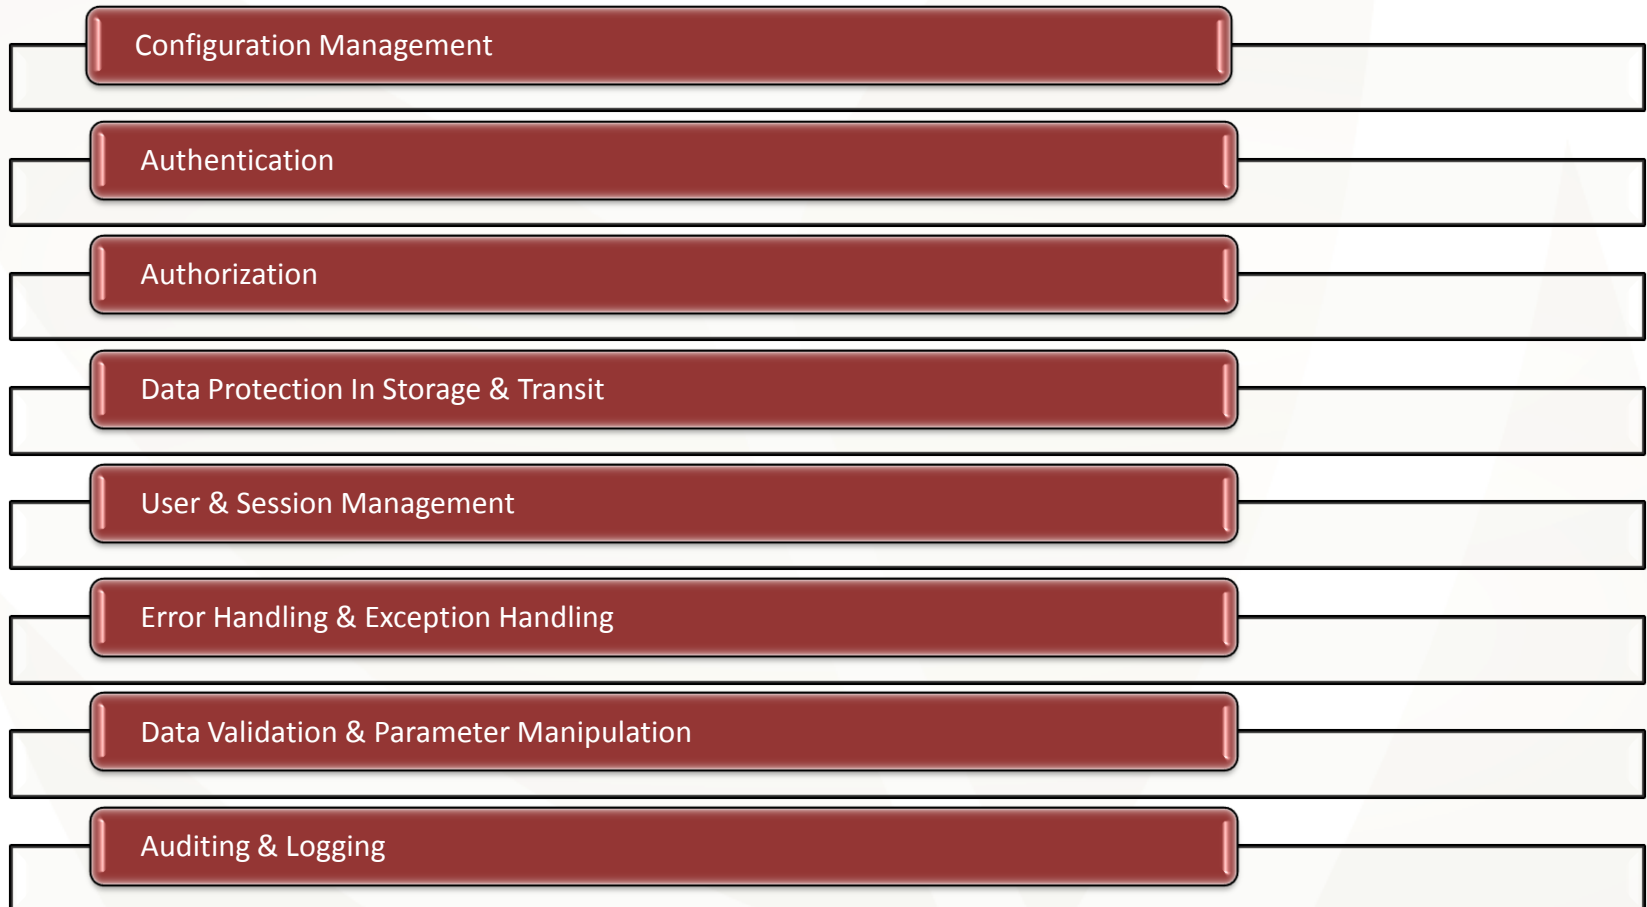 Configuration Management
Authentication
Authorization
Data Protection In Storage & Transit
User & Session Management
Error Handling & Exception Handling
Data Validation & Parameter Manipulation
Auditing & Logging